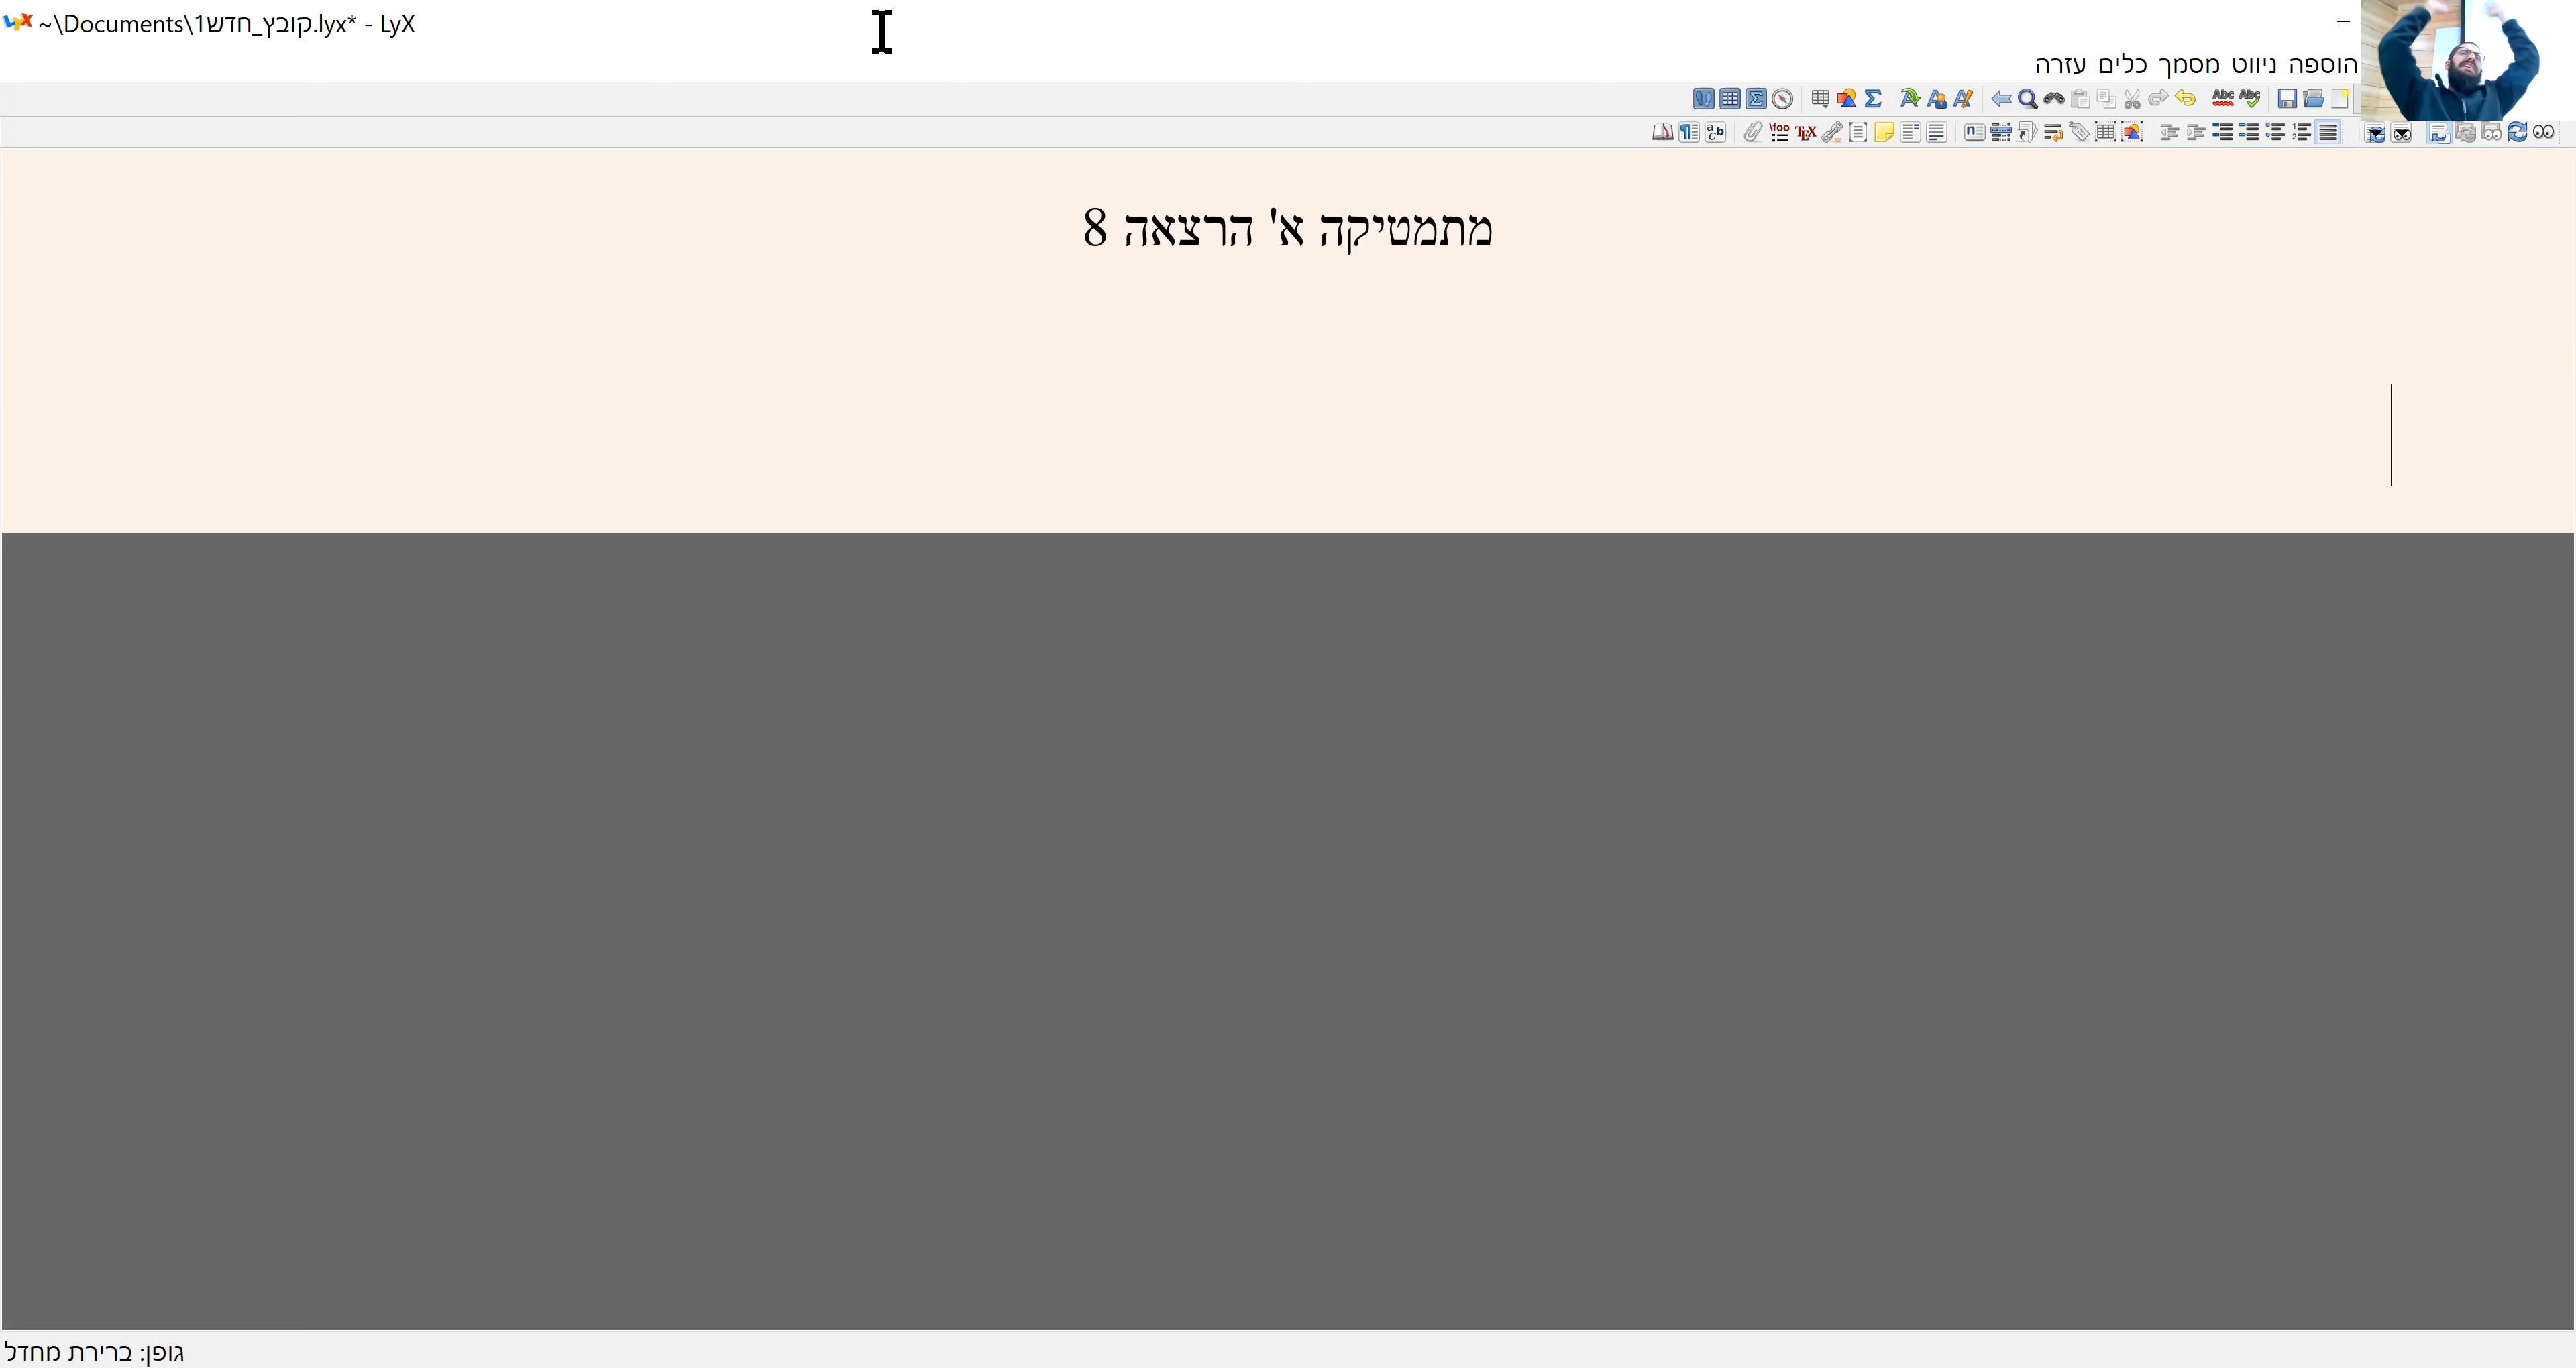 ~\Documents\קובץ_חדש1.lyx* - LyX
הוספה ניווט מסמך כלים עזרה
מתמטיקה א' הרצאה 8
גופן: ברירת מחדל